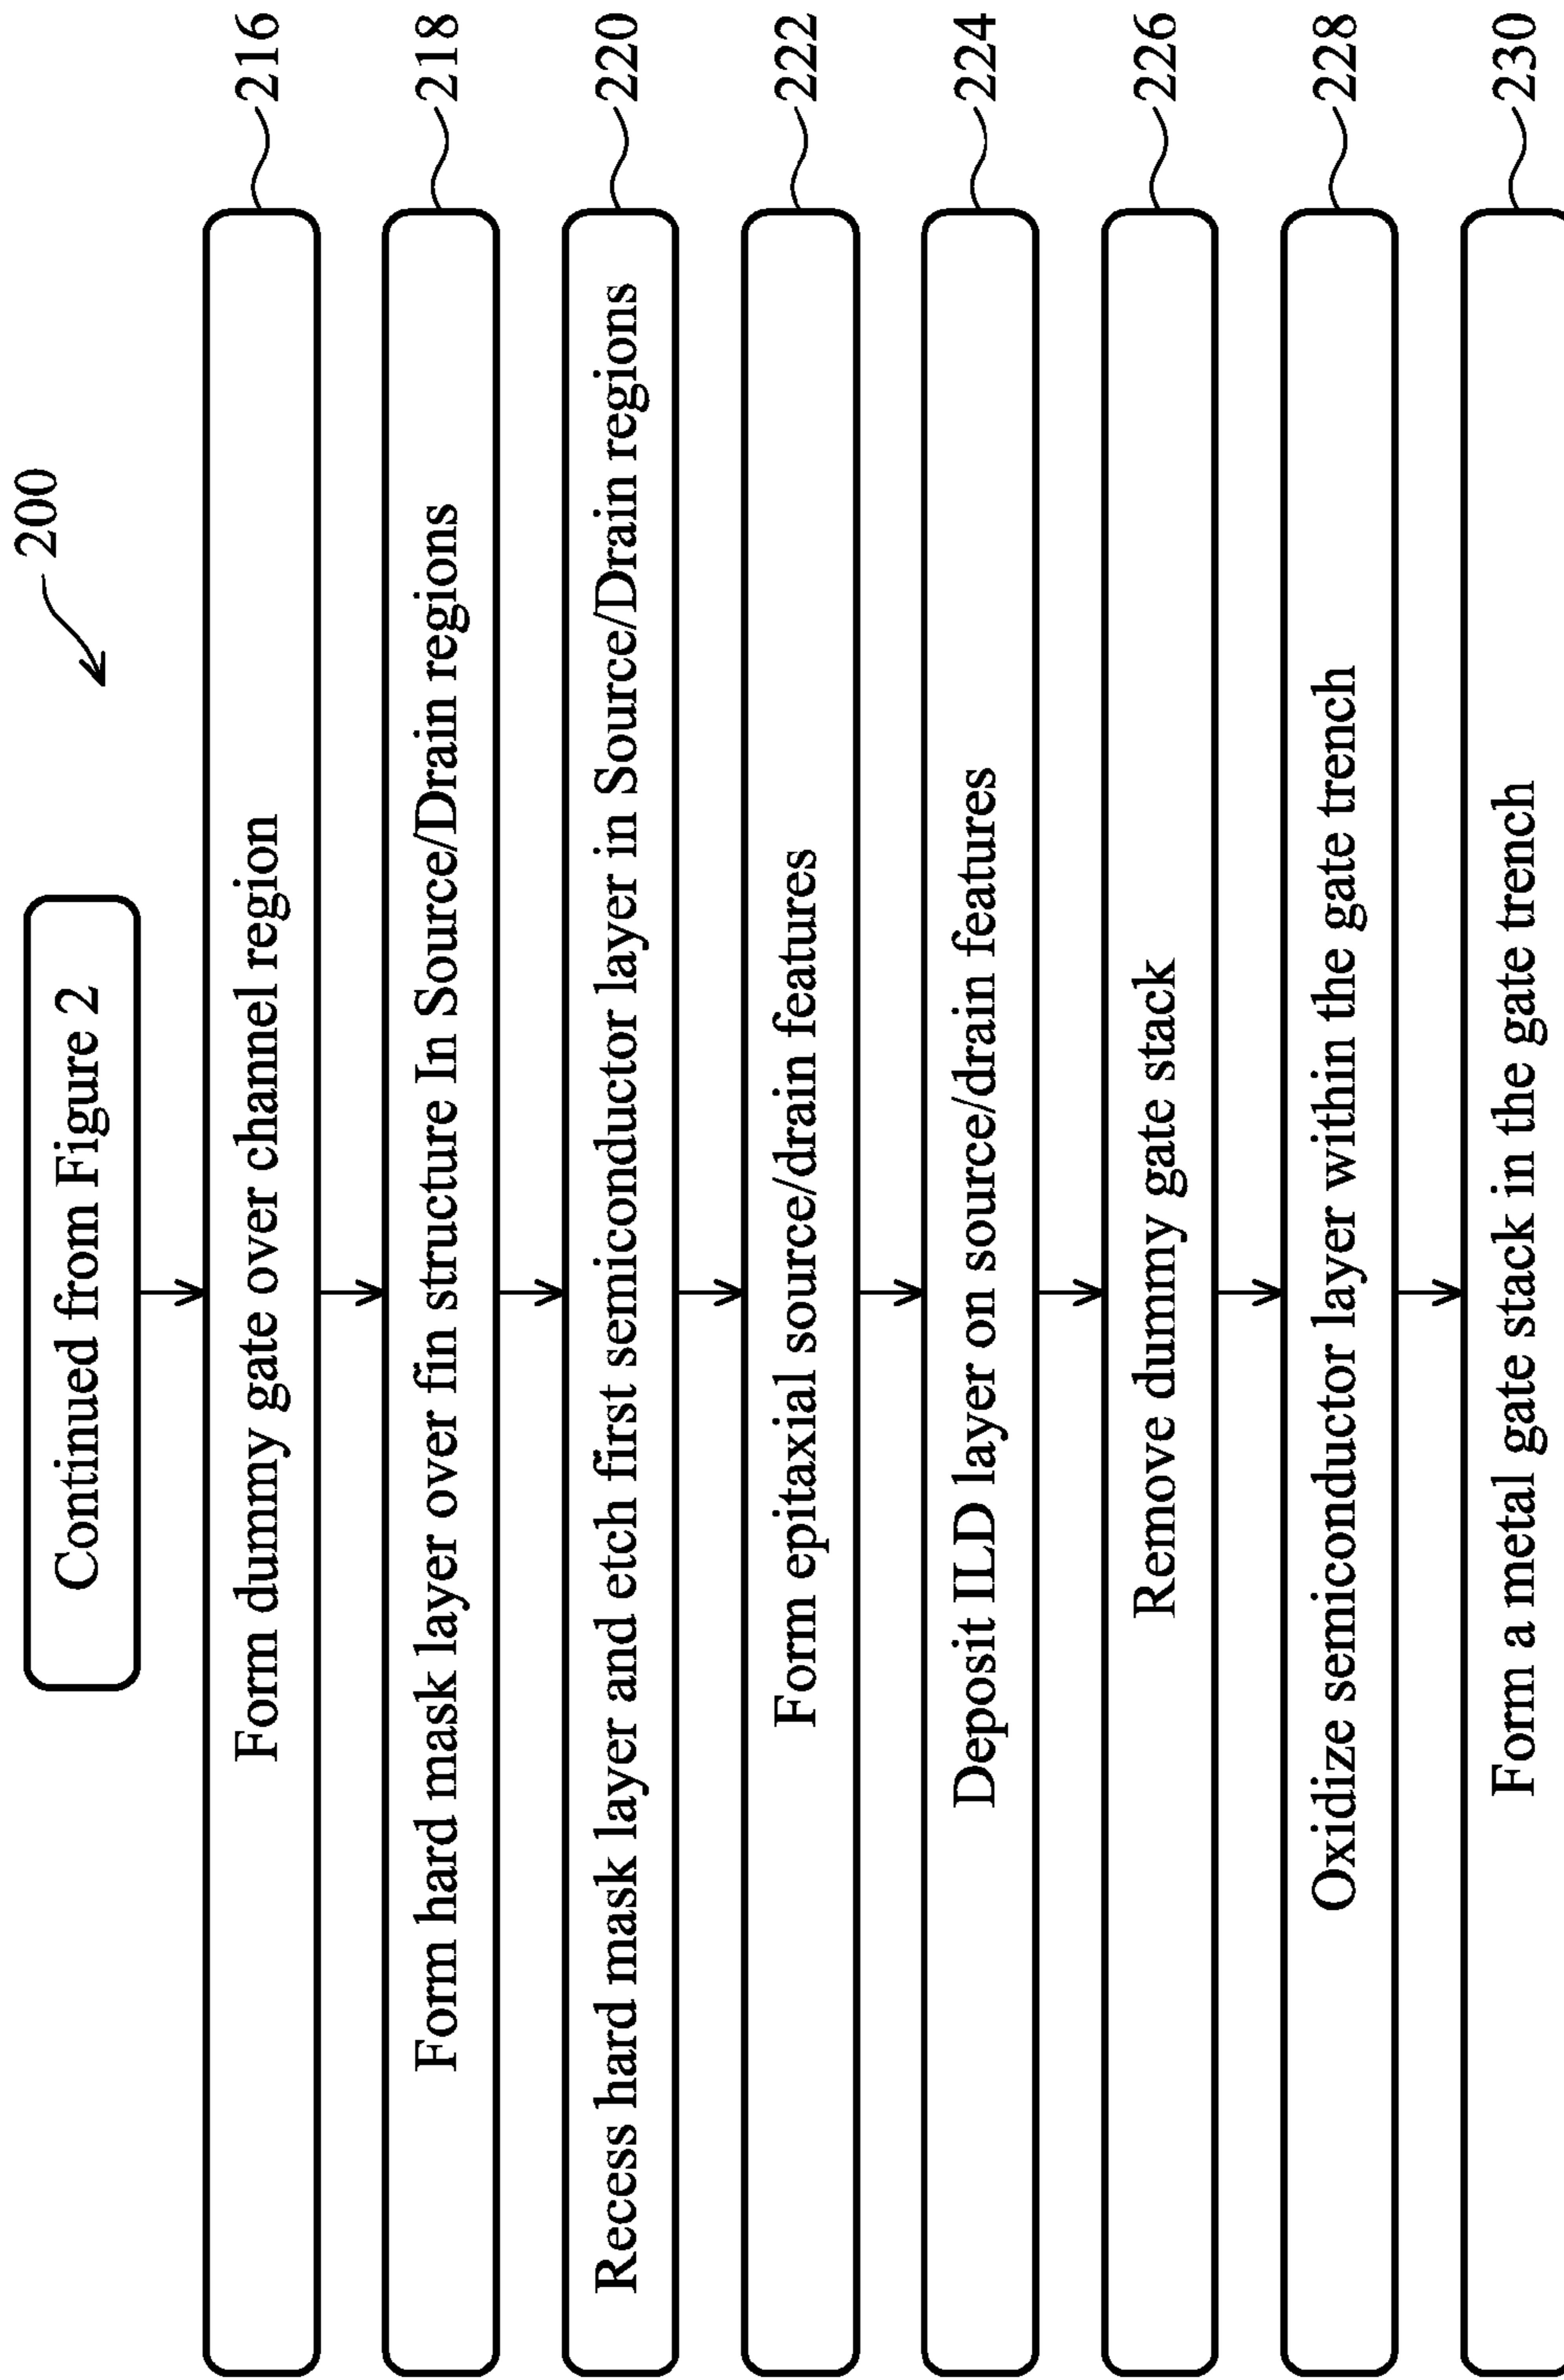 200
Continued from Figure 2
Form dummy gate over channel region
216
Form hard mask layer over fin structure In Source/Drain regions
218
Recess hard mask layer and etch first semiconductor layer in Source/Drain regions
220
Form epitaxial source/drain features
222
Deposit ILD layer on source/drain features
224
Remove dummy gate stack
226
Oxidize semiconductor layer within the gate trench
228
Form a metal gate stack in the gate trench
230